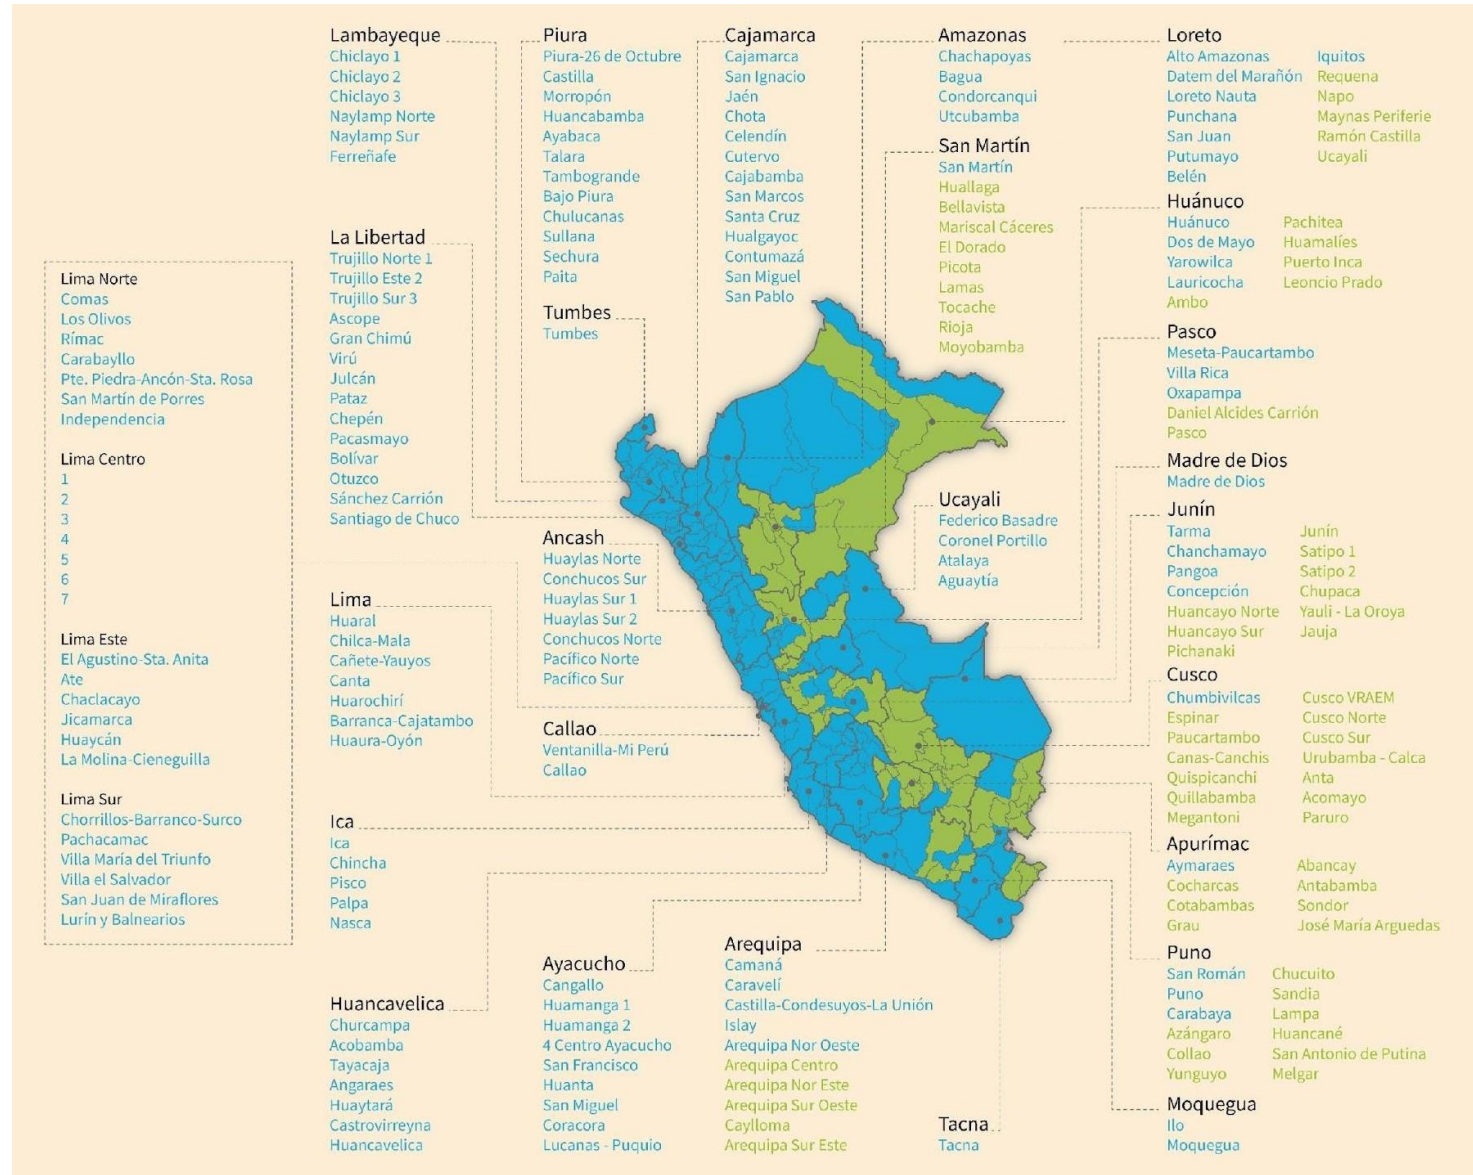 Lima Norte
Comas
Los Olivos
Rímac
Carabayllo
Pte. Piedra-Ancón-Sta. Rosa
San Martín de Porres
Independencia
Lima Centro
1
2
3
4
5
6
7
Lima Este
El Agustino-Sta. Anita
Ate
Chaclacayo
Jicamarca
Huaycán
La Molina-Cieneguilla
Lima Sur
Chorrillos-Barranco-Surco
Pachacamac
Villa María del Triunfo
Villa el Salvador
San Juan de Miraflores
Lurín y Balnearios
Lambayeque
Chiclayo 1
Chiclayo 2
Chiclayo 3
Naylamp Norte
Naylamp Sur
Ferreñafe
La Libertad
Trujillo Norte 1
Trujillo Este 2
Trujillo Sur 3
Ascope
Gran Chimú
Virú
Julcán
Pataz
Chepén
Pacasmayo
Bolívar
Otuzco
Sánchez Carrión
Santiago de Chuco
Lima
Huaral
Chilca-Mala
Cañete-Yauyos
Canta
Huarochirí
Barranca-Cajatambo
Huaura-Oyón
Ica
Ica
Chincha
Pisco
Palpa
Nasca
Huancavelica
Churcampa
Acobamba
Tayacaja
Angaraes
Huaytará
Castrovirreyna
Huancavelica
Piura
Piura-26 de Octubre
Castilla
Morropón
Huancabamba
Ayabaca
Talara
Tambogrande
Bajo Piura
Chulucanas
Sullana
Sechura
Paita
Tumbes
Tumbes
Ancash
Huaylas Norte
Conchucos Sur
Huaylas Sur 1
Huaylas Sur 2
Conchucos Norte
Pacífico Norte
Pacífico Sur
Callao
Ventanilla-Mi Perú
Callao
Ayacucho
Cangallo
Huamanga 1
Huamanga 2
4 Centro Ayacucho
San Francisco
Huanta
San Miguel
Coracora
Lucanas - Puquio
Cajamarca
Cajamarca
San Ignacio
Jaén
Chota
Celendín
Cutervo
Cajabamba
San Marcos
Santa Cruz
Hualgayoc
Contumazá
San Miguel
San Pablo
Arequipa
Camaná
Caravelí
Castilla-Condesuyos-La Unión
Islay
Arequipa Nor Oeste
Arequipa Centro
Arequipa Nor Este
Arequipa Sur Oeste
Caylloma
Arequipa Sur Este
Amazonas
Chachapoyas
Bagua
Condorcanqui
Utcubamba
San Martín
San Martín
Huallaga
Bellavista
Mariscal Cáceres
El Dorado
Picota
Lamas
Tocache
Rioja
Moyobamba
Ucayali
Federico Basadre
Coronel Portillo
Atalaya
Aguaytía
Tacna
Tacna
Loreto
Alto Amazonas Iquitos
Datem del Marañón Requena
Loreto Nauta Napo
Punchana Maynas Periferie
San Juan Ramón Castilla
Putumayo Ucayali
Belén
Huánuco
Huánuco Pachitea
Dos de Mayo Huamalíes
Yarowilca Puerto Inca
Lauricocha Leoncio Prado
Ambo
Pasco
Meseta-Paucartambo
Villa Rica
Oxapampa
Daniel Alcides Carrión
Pasco
Madre de Dios
Madre de Dios
Junín
Tarma Junín
Chanchamayo Satipo 1
Pangoa Satipo 2
Concepción Chupaca
Huancayo Norte Yauli - La Oroya
Huancayo Sur Jauja
Pichanaki
Cusco
Chumbivilcas Cusco VRAEM
Espinar Cusco Norte
Paucartambo Cusco Sur
Canas-Canchis Urubamba - Calca
Quispicanchi Anta
Quillabamba Acomayo
Megantoni Paruro
Apurímac
Aymaraes Abancay
Cocharcas Antabamba
Cotabambas Sondor
Grau José María Arguedas
Puno
San Román Chucuito
Puno Sandia
Carabaya Lampa
Azángaro Huancané
Collao San Antonio de Putina
Yunguyo Melgar
Moquegua
Ilo
Moquegua